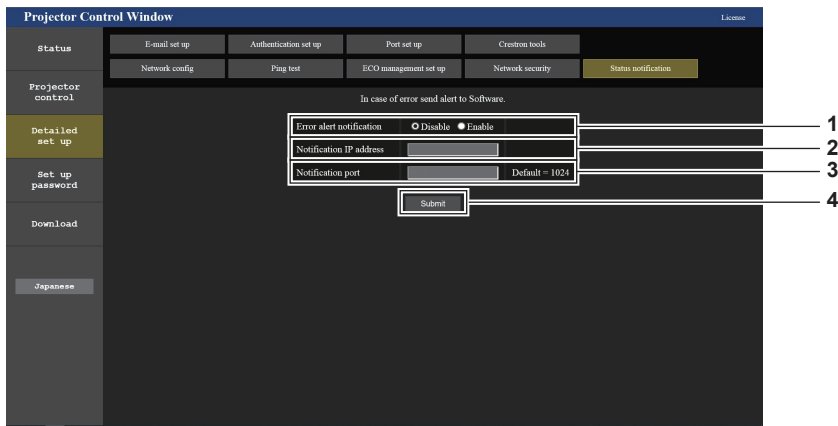 Projector Control Window
License
Status
E-mail set up
Authentication set up
Port set up
Crestron tools
Network config
Ping test
ECO management set up
Network security
Status notification
Projector
control
Detailed
set up
Set up
password
Download
Japanese
In case of error send alert to Software.
Error alert notification Disable Enable
Notification IP address
Notification port Default = 1024
Submit
1
2
3
4